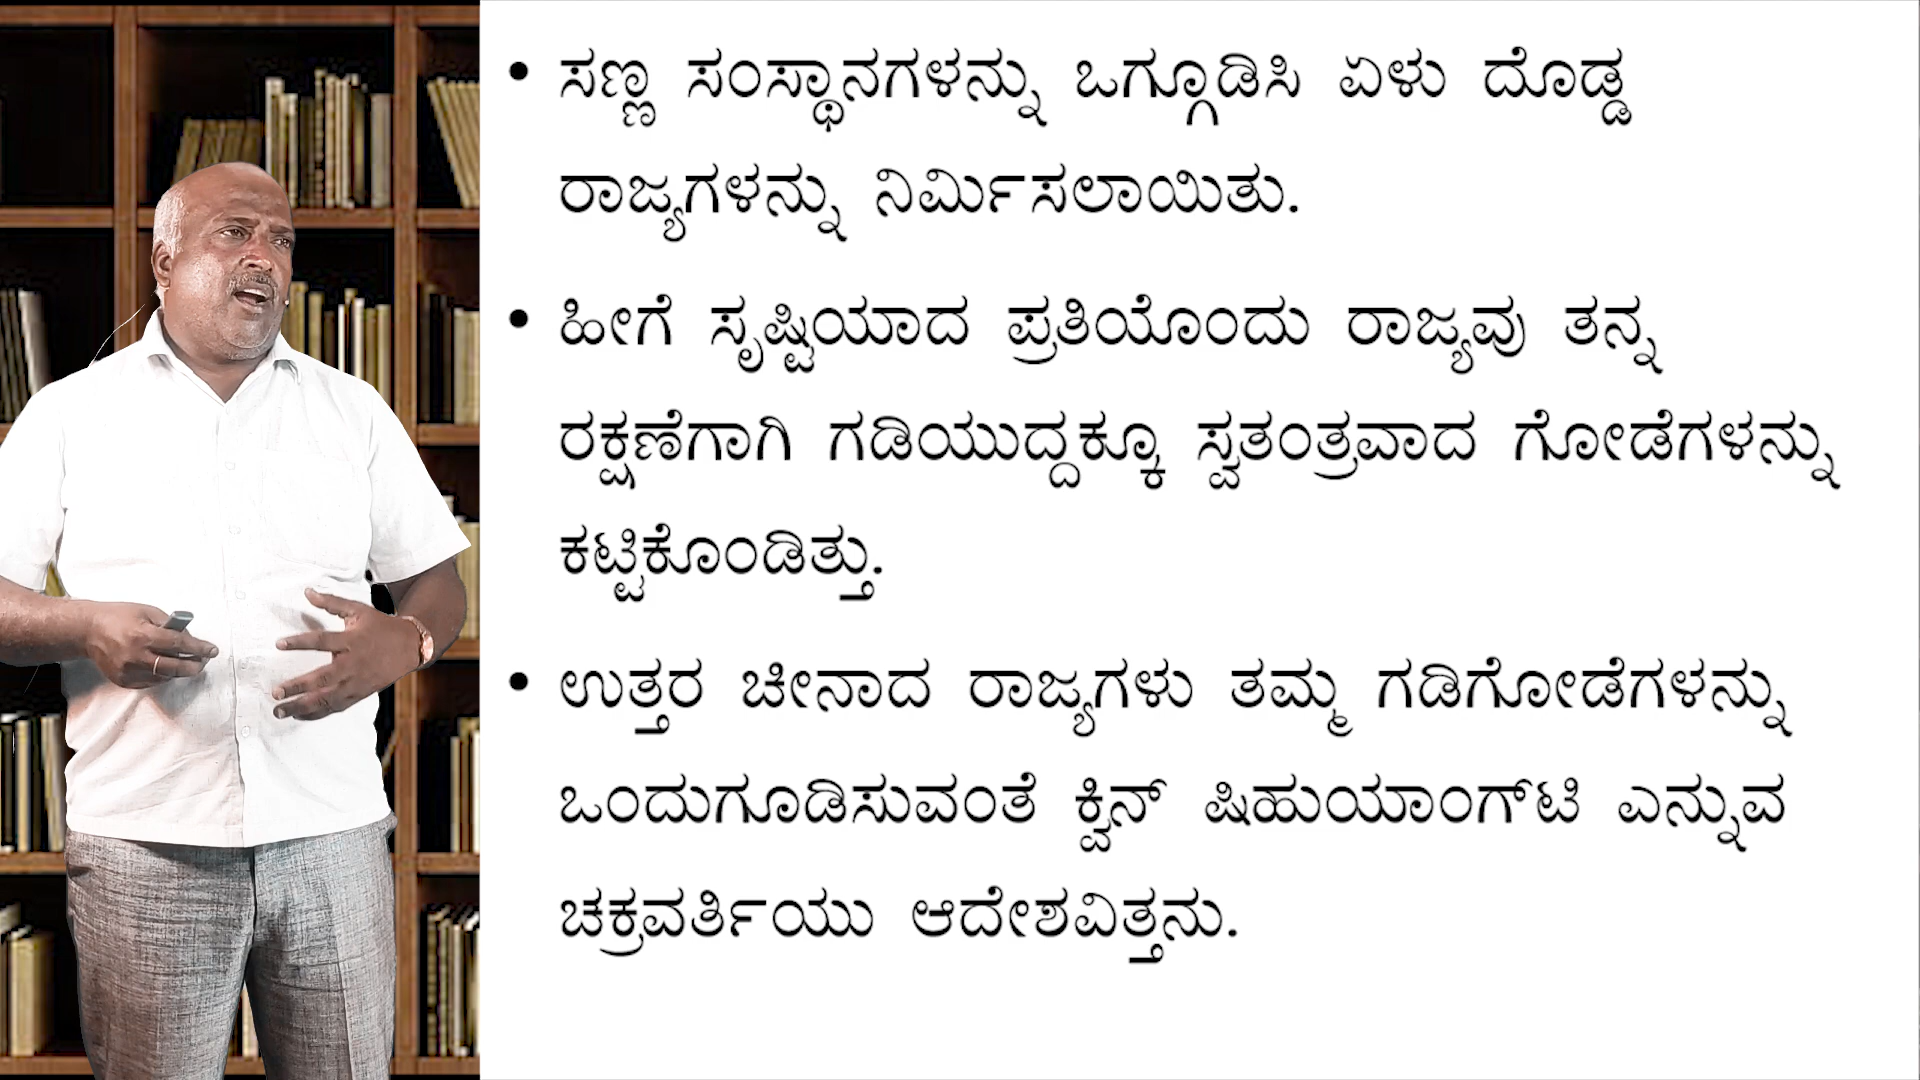 • ಸಣ್ಣ ಸಂಸ್ಥಾನಗಳನ್ನು ಒಗ್ಗೂಡಿಸಿ ಏಳು ದೊಡ್ಡ
ರಾಜ್ಯಗಳನ್ನು ನಿರ್ಮಿಸಲಾಯಿತು.
• ಹೀಗೆ ಸೃಷ್ಟಿಯಾದ ಪ್ರತಿಯೊಂದು ರಾಜ್ಯವು ತನ್ನ
ರಕ್ಷಣೆಗಾಗಿ ಗಡಿಯುದ್ದಕ್ಕೂ ಸ್ವತಂತ್ರವಾದ ಗೋಡೆಗಳನ್ನು
ಕಟ್ಟಿಕೊಂಡಿತ್ತು.
• ಉತ್ತರ ಚೀನಾದ ರಾಜ್ಯಗಳು ತಮ್ಮ ಗಡಿಗೋಡೆಗಳನ್ನು
ಒಂದುಗೂಡಿಸುವಂತೆ ಕ್ವಿನ್ ಷಿಹುಯಾಂಗ್‌ಟಿ ಎನ್ನುವ
ಚಕ್ರವರ್ತಿಯು ಆದೇಶವಿತ್ತನು.